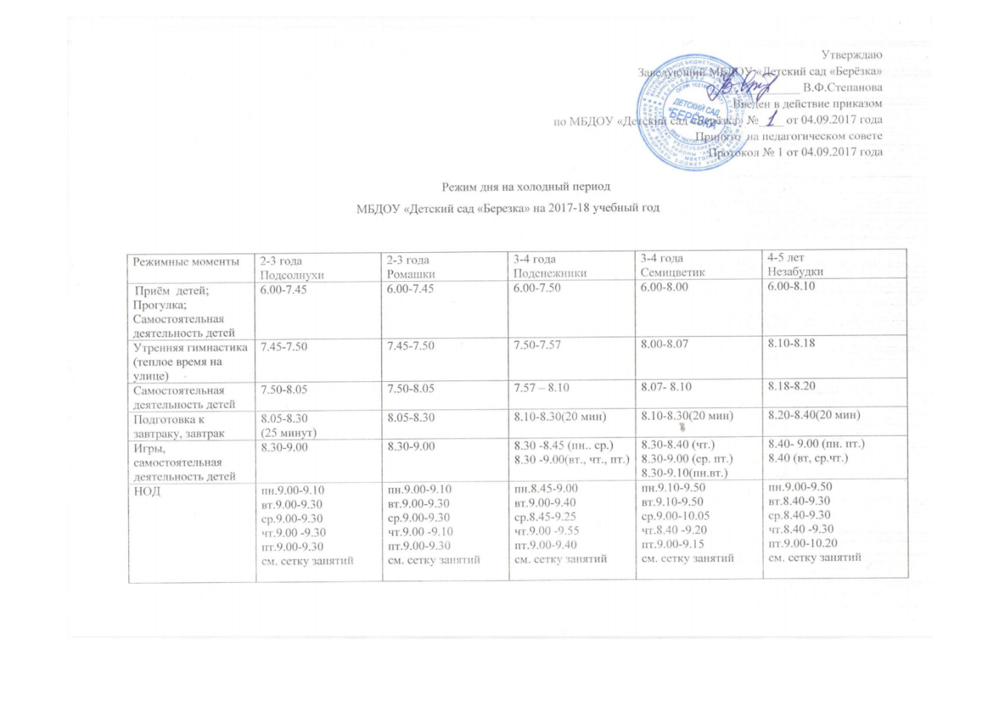 Утверждаю
Заведующий МБДОУ «Детский сад «Берёзка»
В.Ф.Степанова
Введен в действие приказом
по МБДОУ «Детский сад «Берёзка» № 1 от 04.09.2017 года
Принято на педагогическом совете
Протокол № 1 от 04.09.2017 года
ДЕТСКИЙ САД
"БЕРЁЗКА"
Режим дня на холодный период
МБДОУ «Детский сад «Березка» на 2017-18 учебный год
Режимные моменты
2-3 года
Подсолнухи
2-3 года
Ромашки
3-4 года
Подснежники
3-4 года
Семицветик
4-5 лет
Незабудки
Приём детей;
Прогулка;
Самостоятельная
деятельность детей
6.00-7.45
6.00-7.45
6.00-7.50
6.00-8.00
6.00-8.10
Утренняя гимнастика
(теплое время на
улице)
7.45-7.50
7.45-7.50
7.50-7.57
8.00-8.07
8.10-8.18
Самостоятельная
деятельность детей
7.50-8.05
7.50-8.05
7.57 – 8.10
8.07- 8.10
8.18-8.20
Подготовка к
завтраку, завтрак
8.05-8.30
(25 минут)
8.05-8.30
8.10-8.30(20 мин)
8.10-8.30(20 мин)
8.20-8.40(20 мин)
Игры,
самостоятельная
деятельность детей
8.30-9.00
8.30-9.00
8.30 -8.45 (пн.. ср.)
8.30 -9.00(вт., чт., пт.)
8.30-8.40 (чт.)
8.30-9.00 (ср. пт.)
8.30-9.10(пн.вт.)
8.40- 9.00 (пн. пт.)
8.40 (вт, ср.чт.)
НОД
пн.9.00-9.10
вт.9.00-9.30
ср.9.00-9.30
чт.9.00 -9.30
пт.9.00-9.30
см. сетку занятий
пн.9.00-9.10
вт.9.00-9.30
ср.9.00-9.30
чт.9.00 -9.10
пт.9.00-9.30
см. сетку занятий
пн.8.45-9.00
вт.9.00-9.40
ср.8.45-9.25
чт.9.00 -9.55
пт.9.00-9.40
см. сетку занятий
пн.9.10-9.50
вт.9.10-9.50
ср.9.00-10.05
чт.8.40 -9.20
пт.9.00-9.15
см. сетку занятий
пн.9.00-9.50
вт.8.40-9.30
ср.8.40-9.30
чт.8.40 -9.30
пт.9.00-10.20
см. сетку занятий